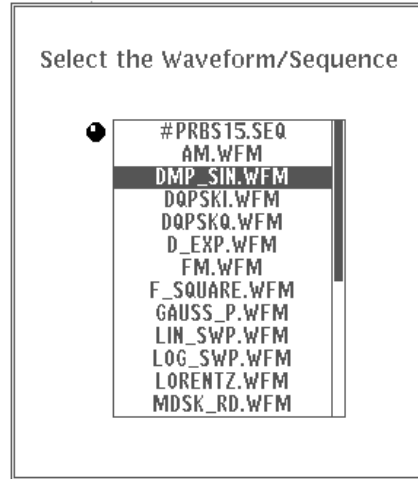 Select the Waveform/Sequence
#PRBS15.SEQ
AM.WFM
DMP_SIN.WFM
DQPSKI.WFM
DQPSKQ.WFM
D_EXP.WFM
FM.WFM
F_SQUARE.WFM
GAUSS_P.WFM
LIN_SWP.WFM
LOG_SWP.WFM
LORENTZ.WFM
MDSK_RD.WFM